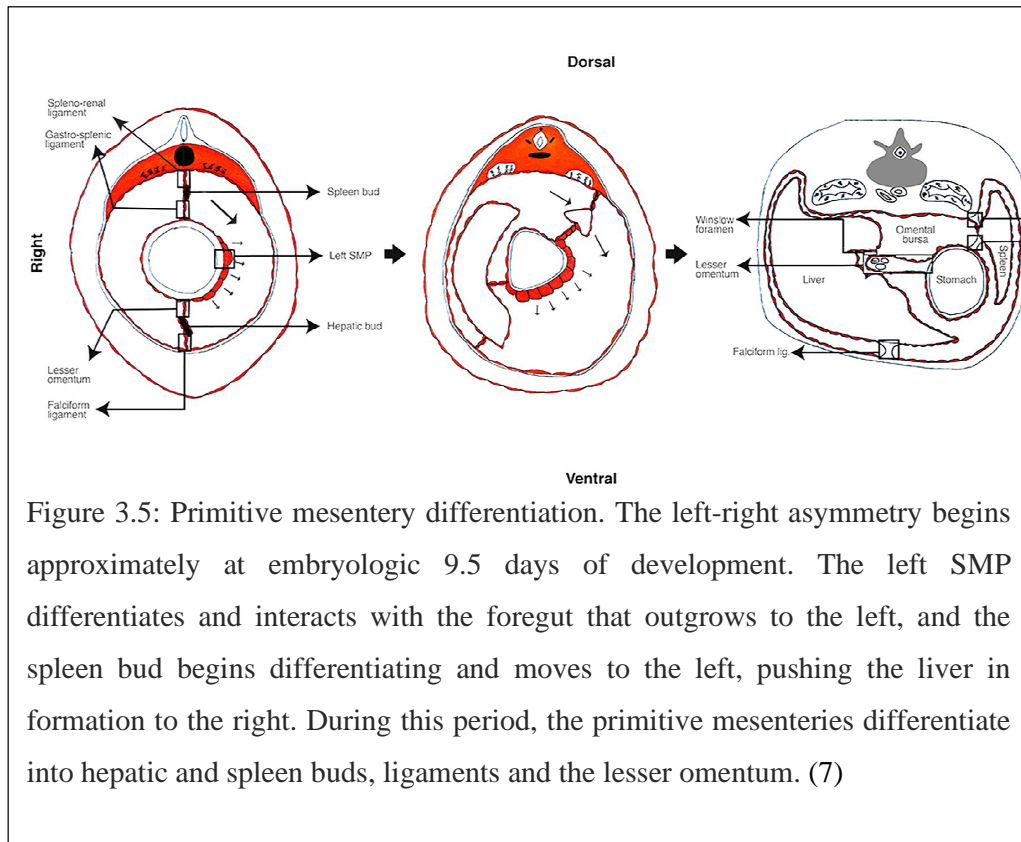 Dorsal
Spleno-renal
ligament
Gastro-splenic
ligament
Spleen bud
Right
Left SMP
Hepatic bud
Lesser
omentum
Falciform
ligament
Winslow
foramen
Omental
bursa
Lesser
omentum
Liver
Stomach
Spleen
Falciform lig.
Ventral
Figure 3.5: Primitive mesentery differentiation. The left-right asymmetry begins
approximately at embryologic 9.5 days of development. The left SMP
differentiates and interacts with the foregut that outgrows to the left, and the
spleen bud begins differentiating and moves to the left, pushing the liver in
formation to the right. During this period, the primitive mesenteries differentiate
into hepatic and spleen buds, ligaments and the lesser omentum. (7)